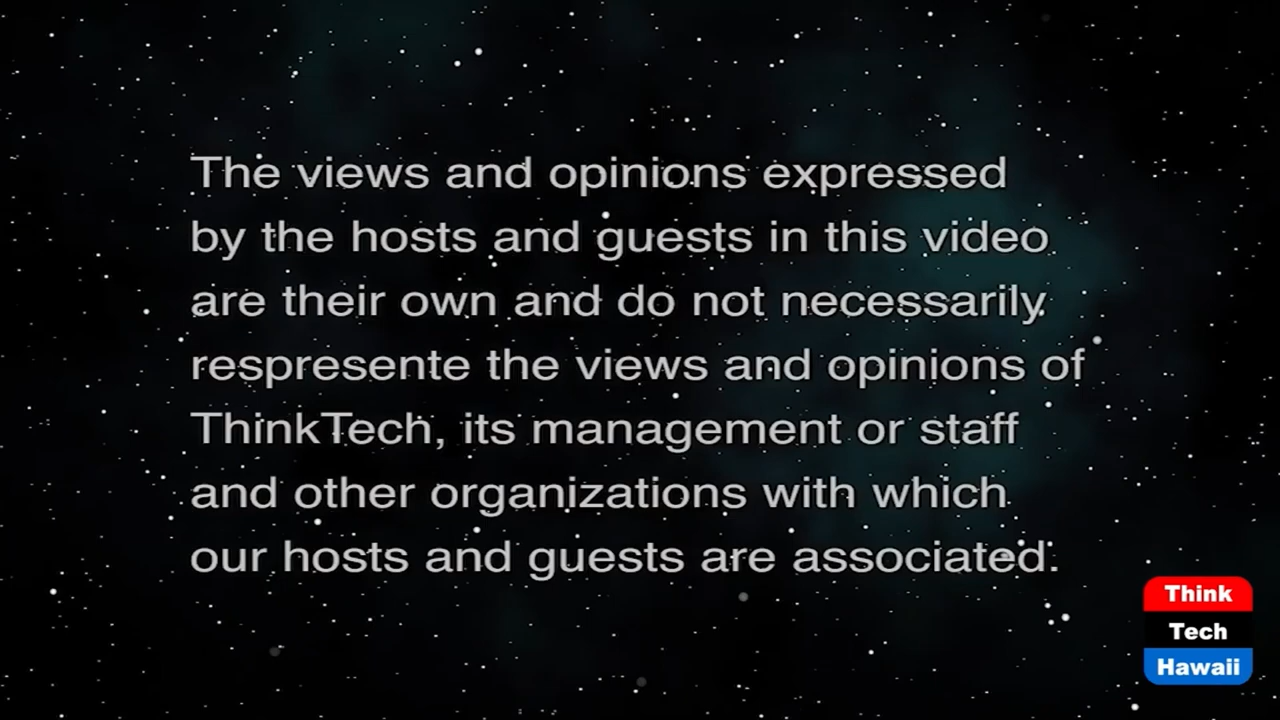 The views and opinions expressed
by the hosts and guests in this video
are their own and do not necessarily
respresente the views and opinions of
ThinkTech, its management or staff
and other organizations with which
our hosts and guests are associated.
Think
Tech
Hawaii